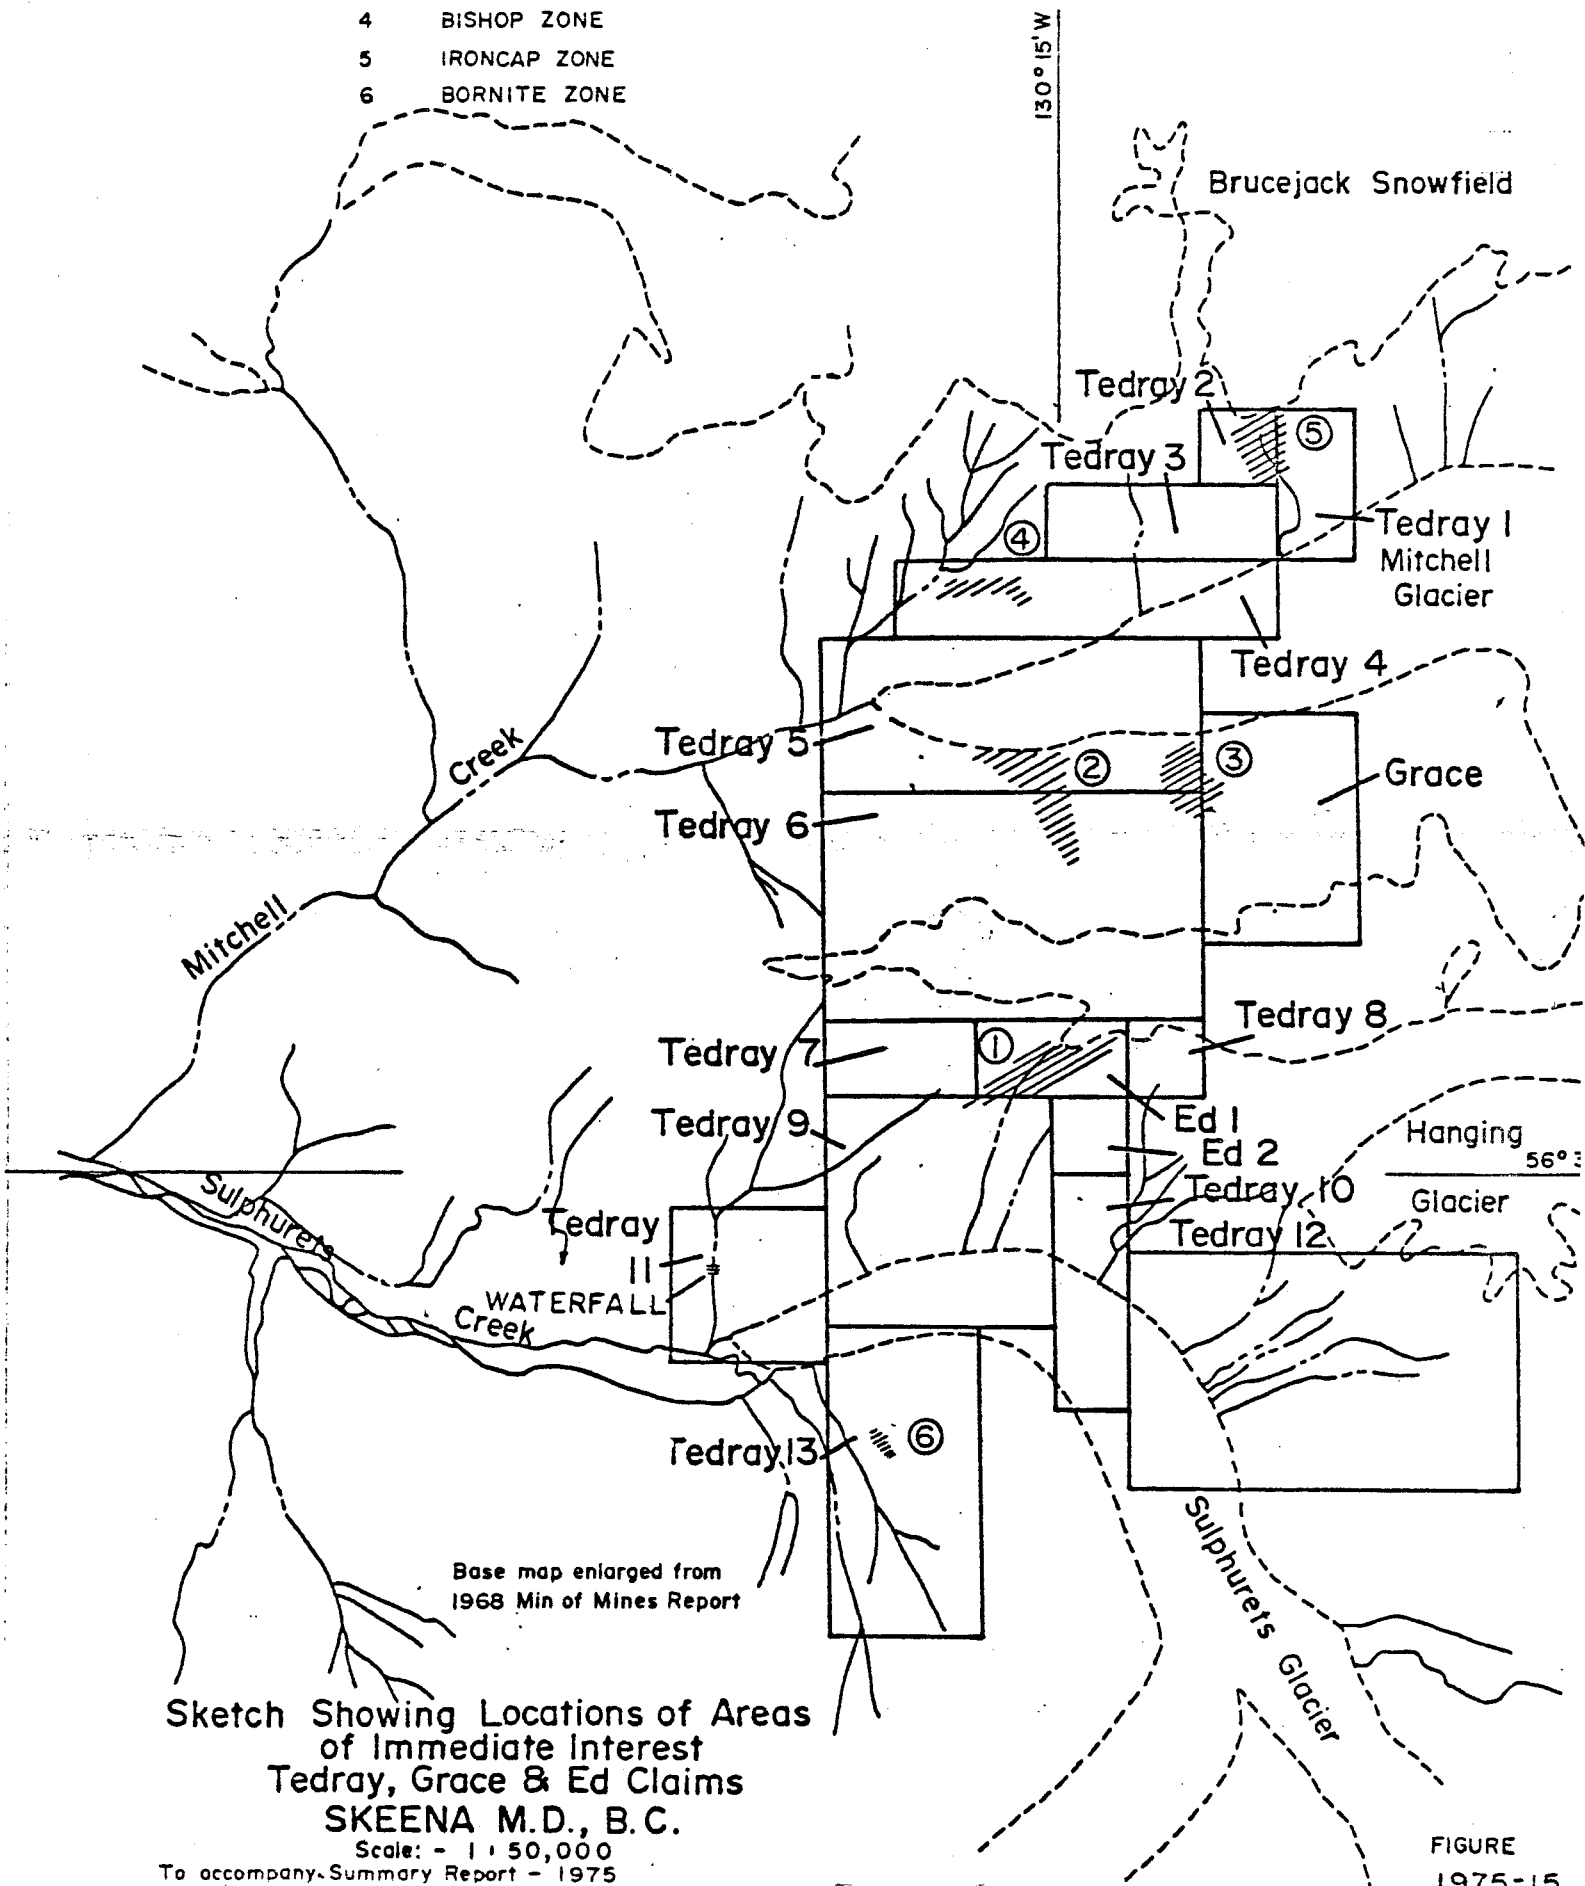 4 BISHOP ZONE
5 IRONCAP ZONE
6 BORNITE ZONE
130° 15' W
Brucejack Snowfield
Tedray 2
5
Tedray 3
4
Tedray 1
Mitchell
Glacier
Tedray 4
Tedray 5
2
3
Grace
Creek
Tedray 6
Mitchell
Tedray 8
Tedray 7
1
Tedray 9
Ed 1
Ed 2
Hanging
56° 3
Tedray 10
Glacier
Sulphurets
Tedray
11
Tedray 12
WATERFALL
Creek
Tedray 13
6
Sulphurets Glacier
Base map enlarged from
1968 Min of Mines Report
Sketch Showing Locations of Areas
of Immediate Interest
Tedray, Grace & Ed Claims
SKEENA M.D., B.C.
Scale: - 1 : 50,000
To accompany Summary Report - 1975
FIGURE
1975-15